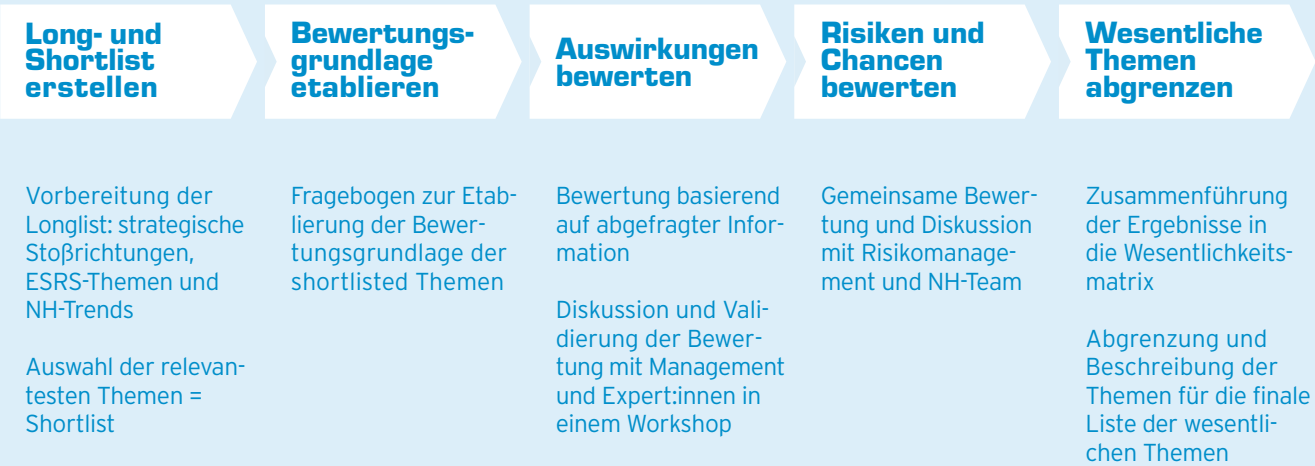 Long- und
Shortlist
erstellen
Vorbereitung der
Longlist: strategische
Stoßrichtungen,
ESRS-Themen und
NH-Trends
Auswahl der relevan-
testen Themen =
Shortlist
Bewertungs-
grundlage
etablieren
Fragebogen zur Etab-
lierung der Bewer-
tungsgrundlage der
shortlisted Themen
Auswirkungen
bewerten
Bewertung basierend
auf abgefragter Infor-
mation
Diskussion und Vali-
dierung der Bewer-
tung mit Management
und Expert:innen in
einem Workshop
Risiken und
Chancen
bewerten
Gemeinsame Bewer-
tung und Diskussion
mit Risikomanage-
ment und NH-Team
Wesentliche
Themen
abgrenzen
Zusammenführung
der Ergebnisse in
die Wesentlichkeits-
matrix
Abgrenzung und
Beschreibung der
Themen für die finale
Liste der wesentli-
chen Themen